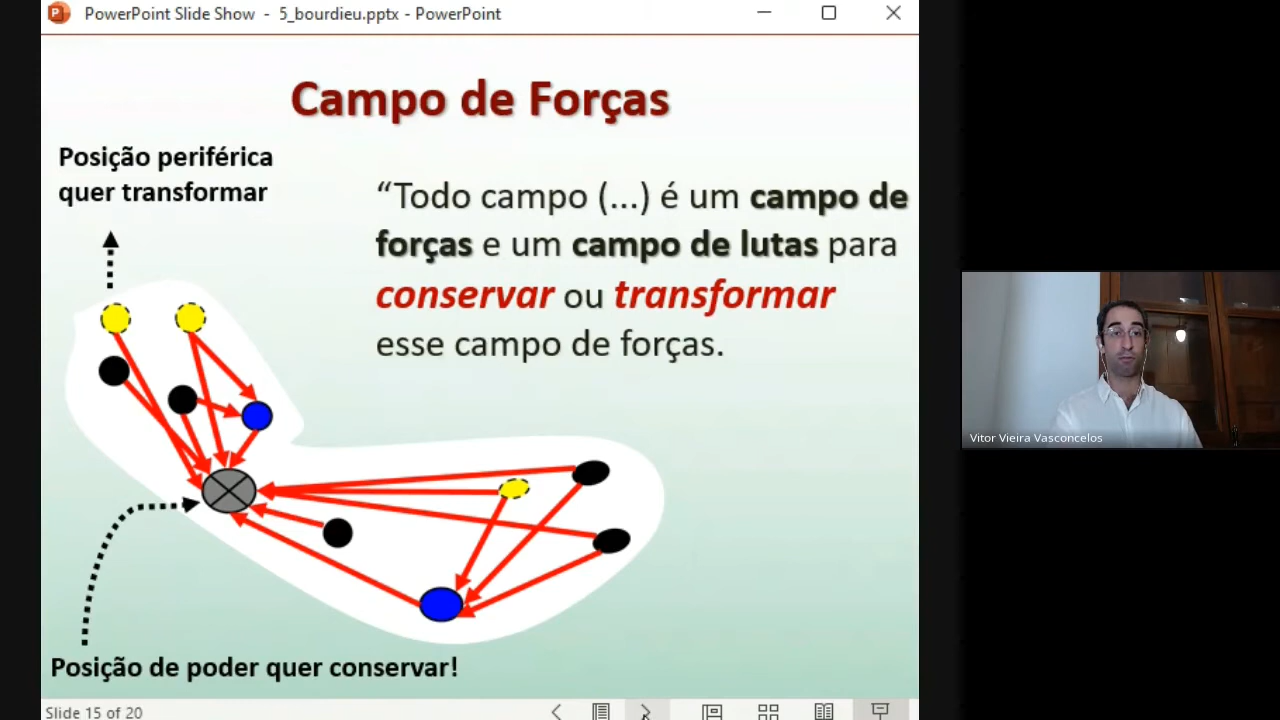 PowerPoint Slide Show - 5_bourdieu.pptx - PowerPoint
Campo de Forças
Posição periférica
quer transformar
“Todo campo (...) é um campo de
forças e um campo de lutas para
conservar ou transformar
esse campo de forças.
Posição de poder quer conservar!
Slide 15 of 20
Vitor Vieira Vasconcelos